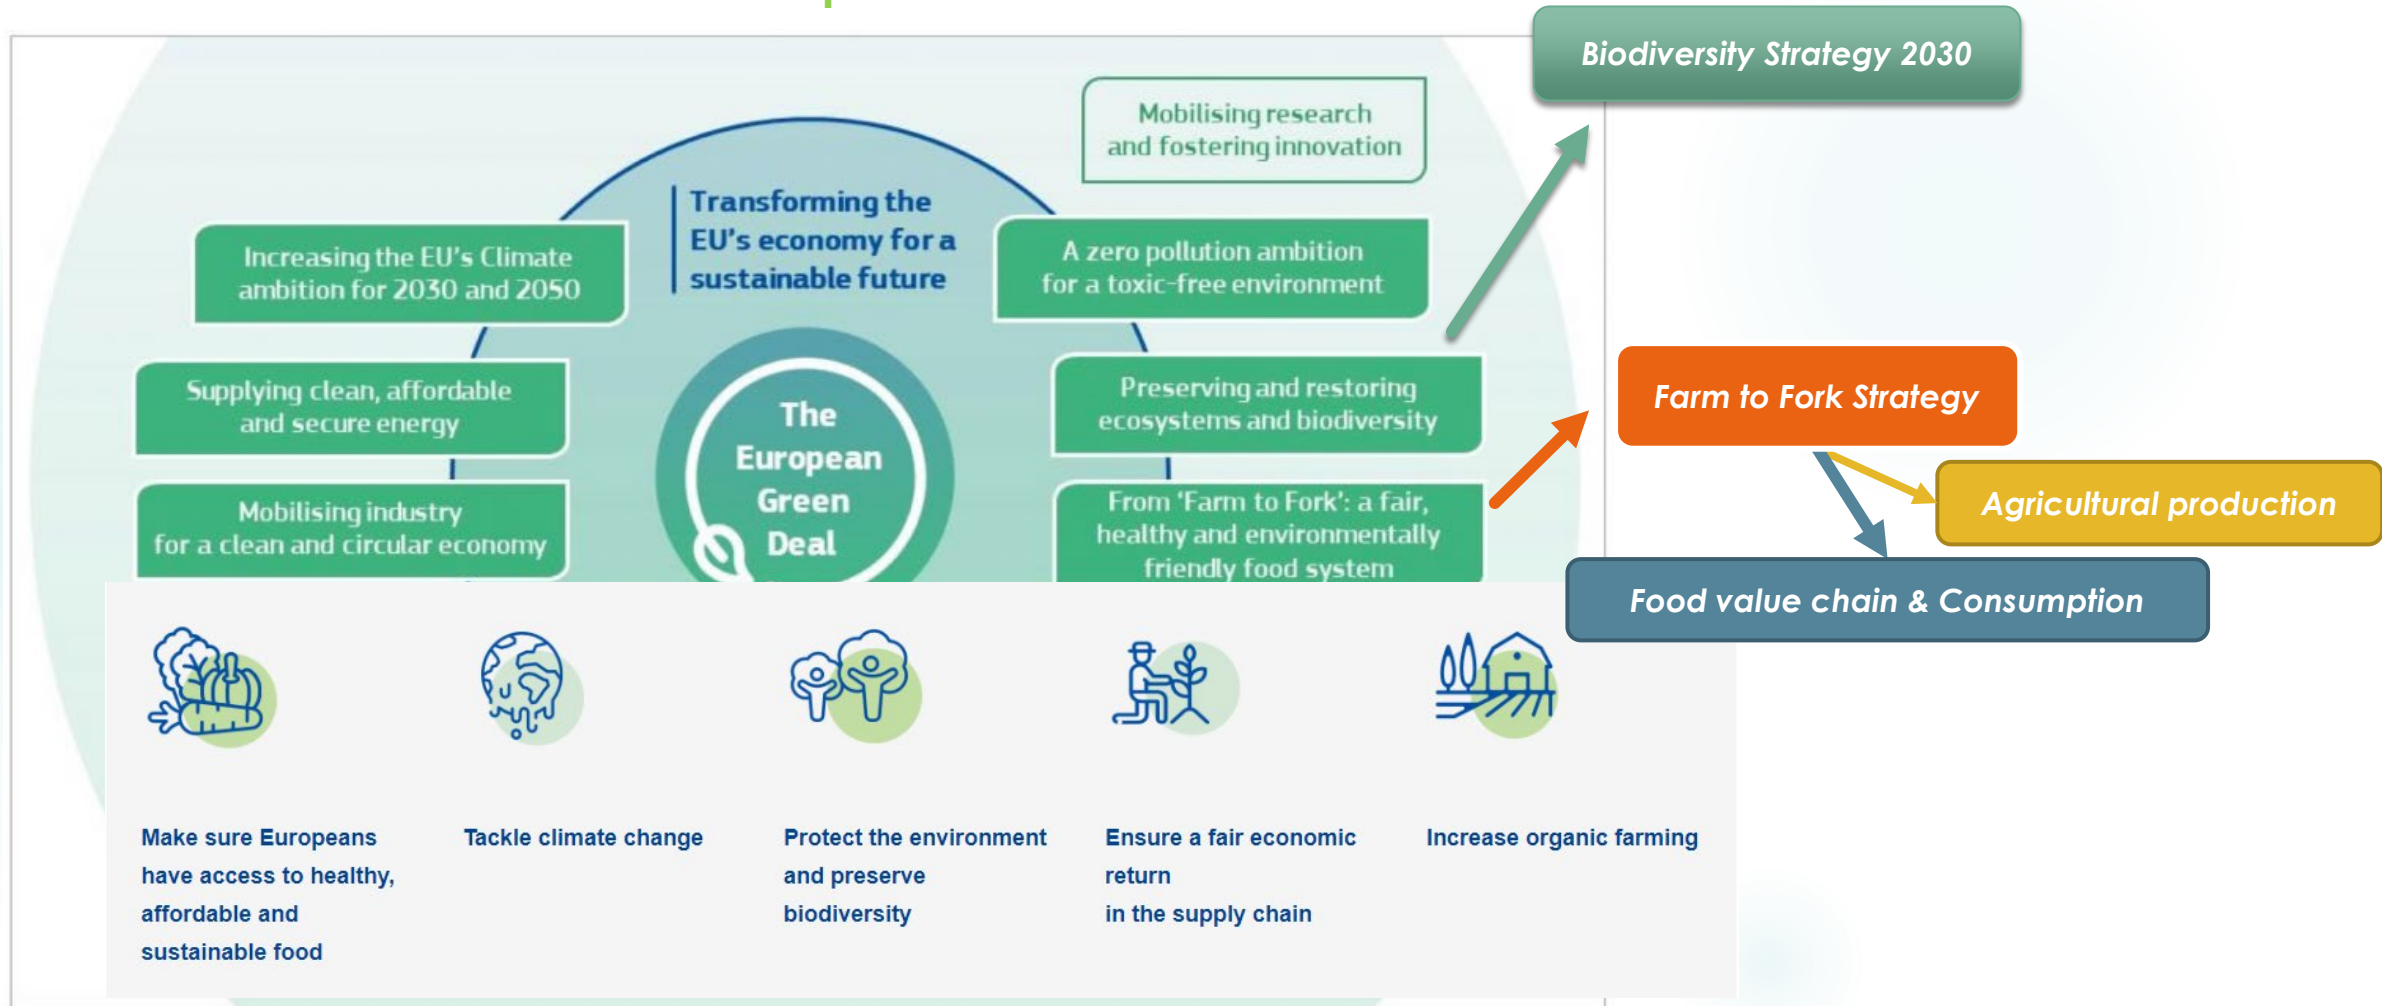 Biodiversity Strategy 2030
Mobilising research
and fostering innovation
Transforming the
EU's economy for a
sustainable future
Increasing the EU's Climate
ambition for 2030 and 2050
A zero pollution ambition
for a toxic-free environment
Supplying clean, affordable
and secure energy
The
European
Green
Deal
Preserving and restoring
ecosystems and biodiversity
Farm to Fork Strategy
Mobilising industry
for a clean and circular economy
From 'Farm to Fork': a fair,
healthy and environmentally
friendly food system
Agricultural production
Food value chain & Consumption
Make sure Europeans
have access to healthy,
affordable and
sustainable food
Tackle climate change
Protect the environment
and preserve
biodiversity
Ensure a fair economic
return
in the supply chain
Increase organic farming